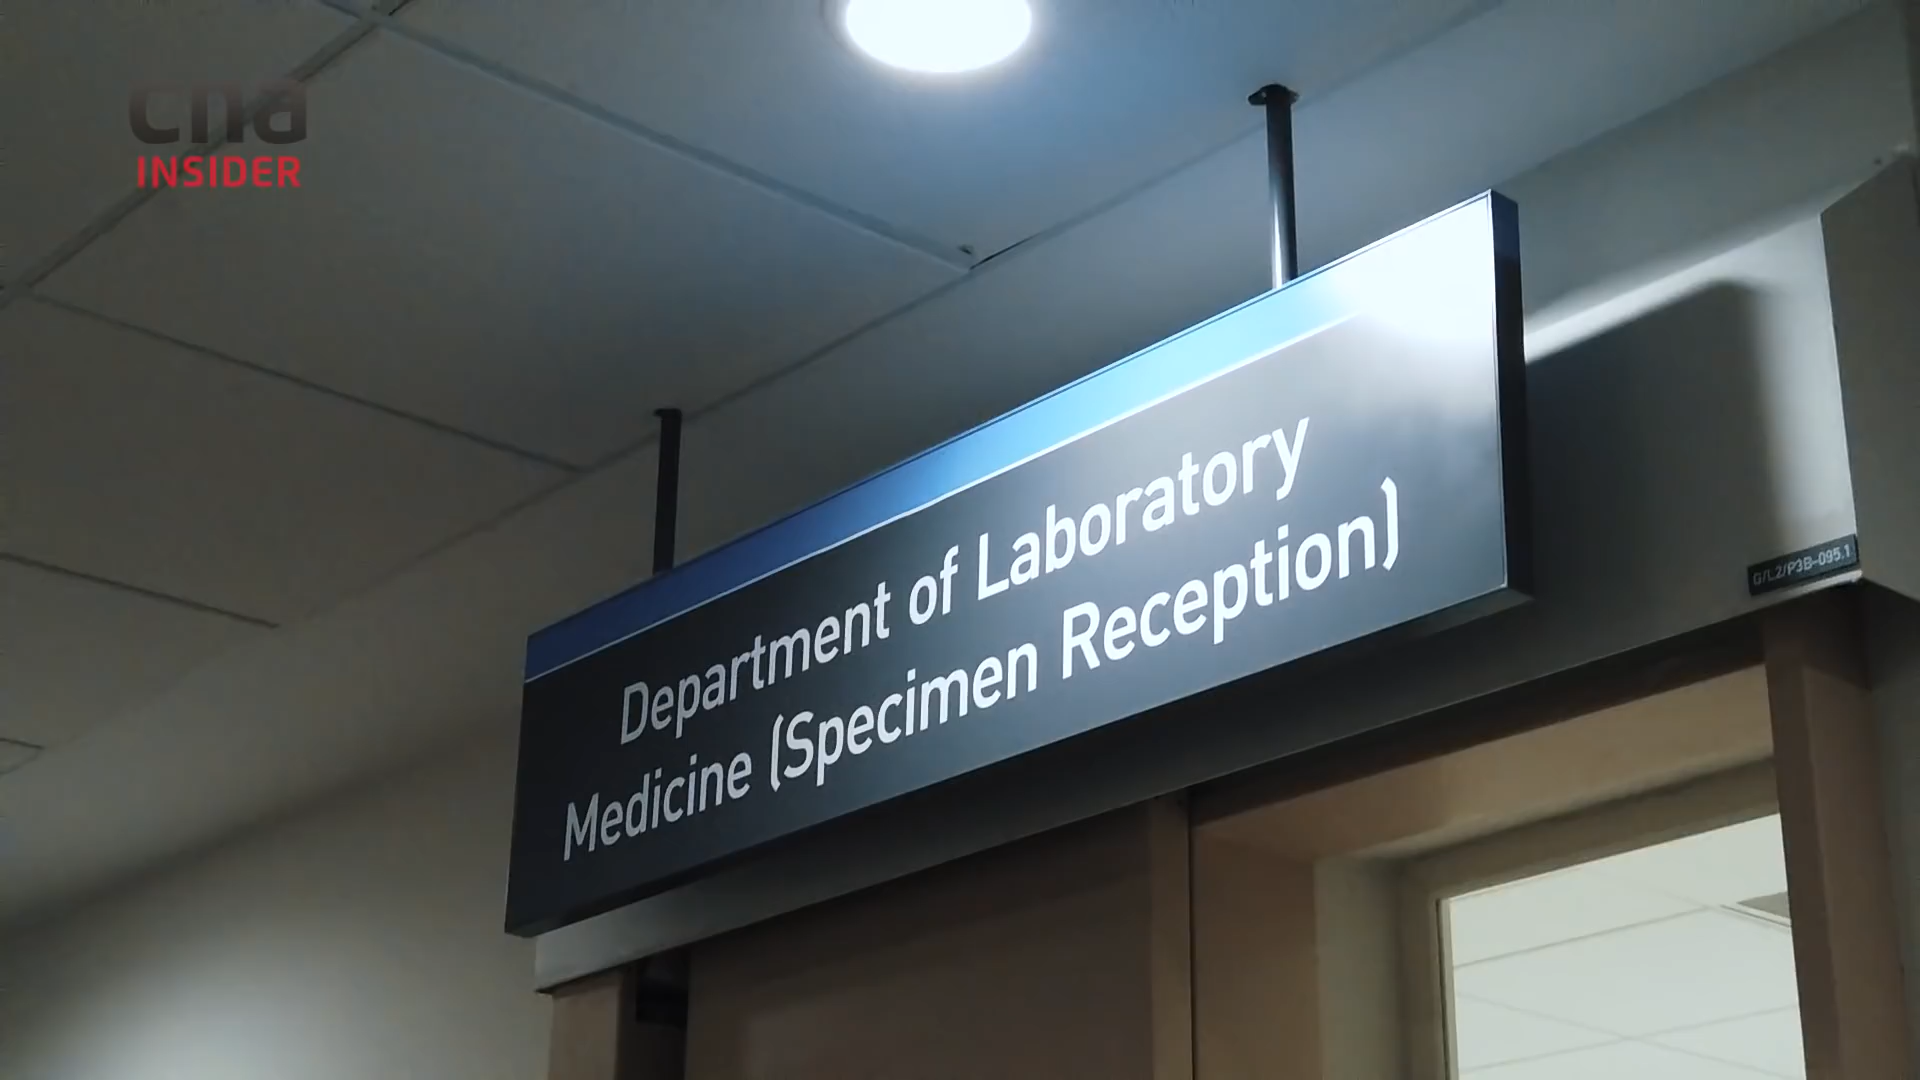 cna
INSIDER
Department of Laboratory
Medicine (Specimen Reception)
G/L2/P3B-095.1